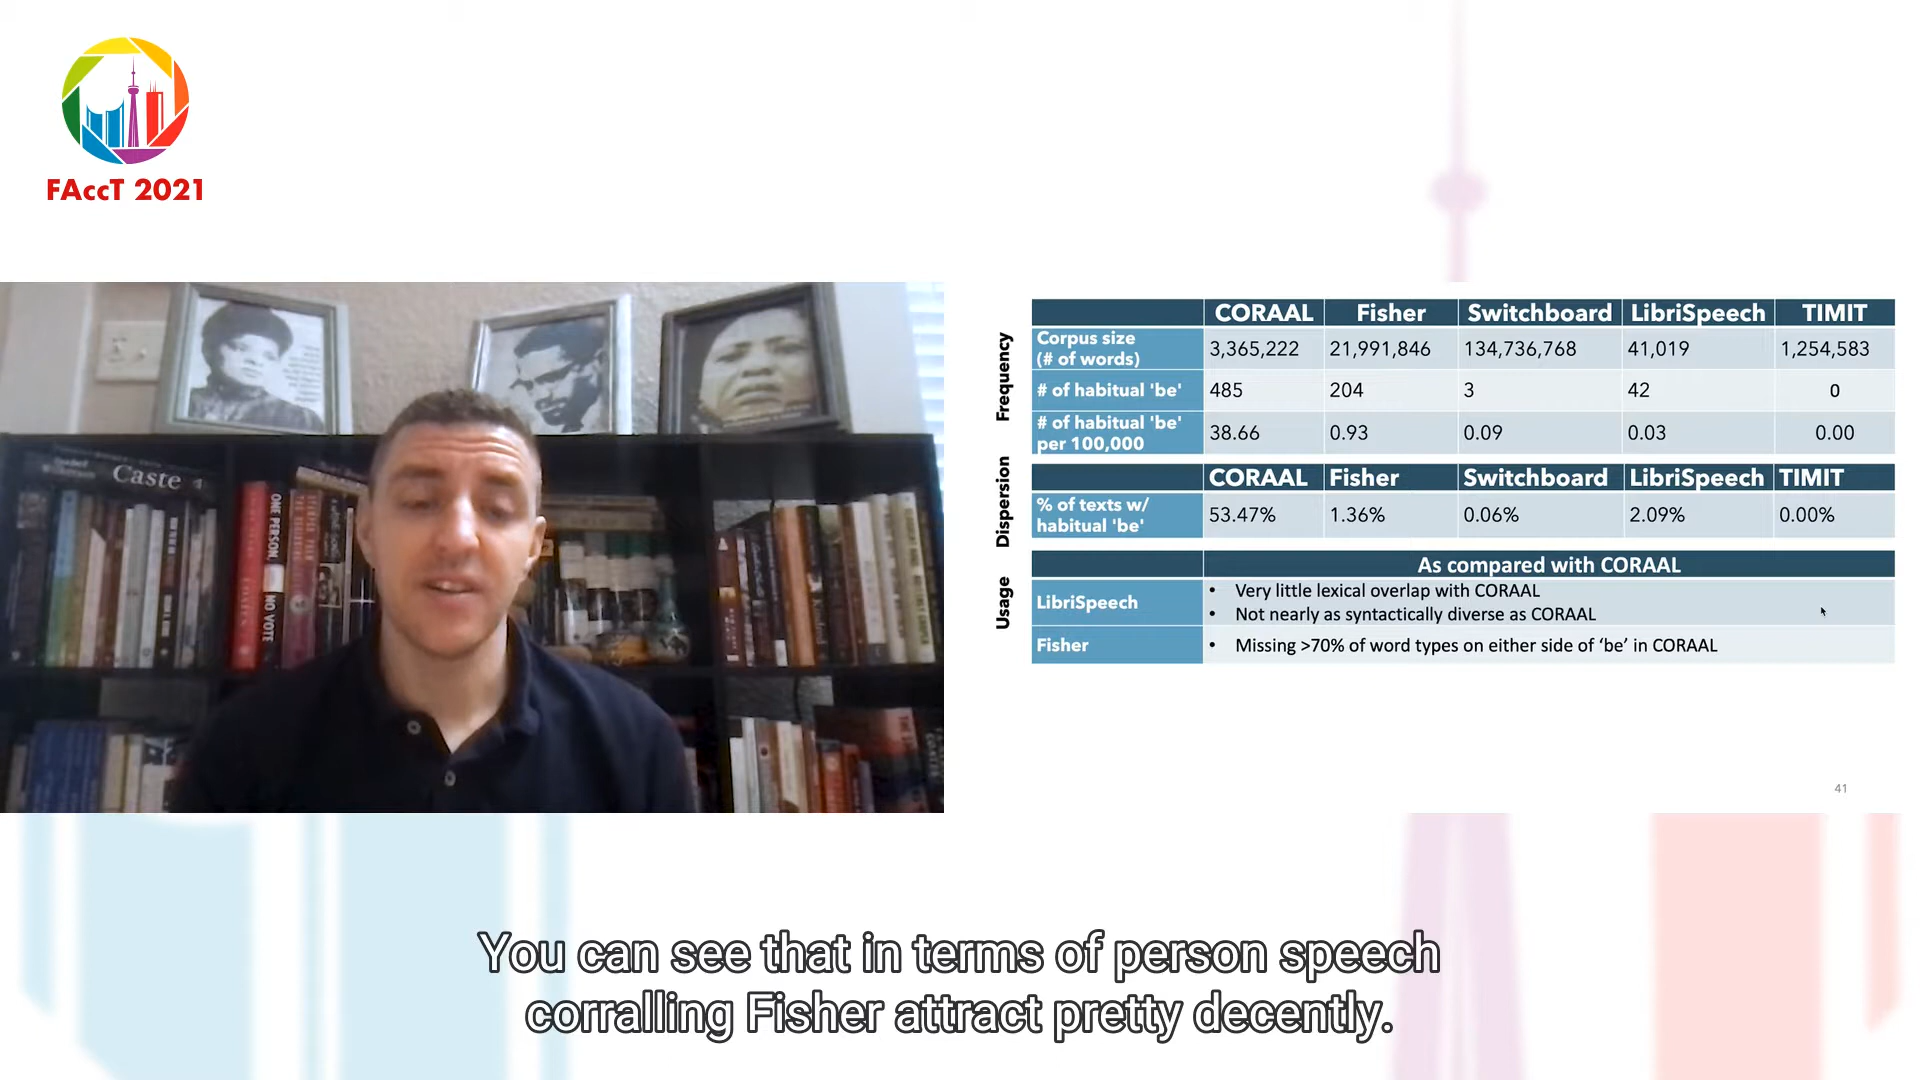 FAccT 2021
Caste
ONE PERSON,
NO VOTE
Frequency
CORAAL Fisher Switchboard LibriSpeech TIMIT
Corpus size
(# of words) 3,365,222 21,991,846 134,736,768 41,019 1,254,583
# of habitual 'be' 485 204 3 42 0
# of habitual 'be'
per 100,000 38.66 0.93 0.09 0.03 0.00
Dispersion
CORAAL Fisher Switchboard LibriSpeech TIMIT
% of texts w/
habitual 'be' 53.47% 1.36% 0.06% 2.09% 0.00%
Usage
As compared with CORAAL
LibriSpeech
• Very little lexical overlap with CORAAL
• Not nearly as syntactically diverse as CORAAL
Fisher • Missing >70% of word types on either side of ‘be’ in CORAAL
41
You can see that in terms of person speech
corralling Fisher attract pretty decently.